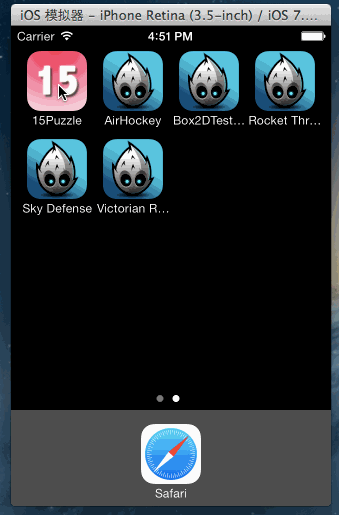 iOS 模拟器 - iPhone Retina (3.5-inch) / iOS 7....
Carrier 4:51 PM
15
15Puzzle AirHockey Box2DTest... Rocket Thr...
Sky Defense Victorian R...
Safari